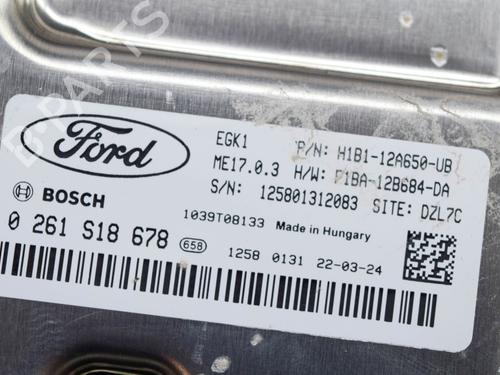 Ford
EGK1 P/N: H1B1-12A650-UB
ME17.0.3 H/W: F1BA-12B684-DA
S/N: 125801312083 SITE: DZL7C
BOSCH
1039T08133 Made in Hungary
0 261 S18 678 658
1258 0131 22-03-24